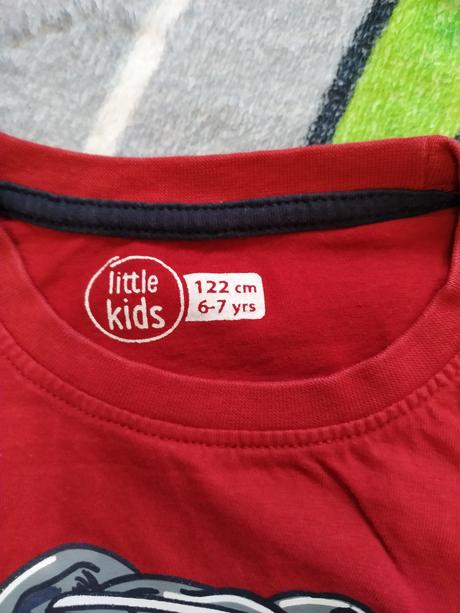 little
kids
122 cm
6-7 yrs